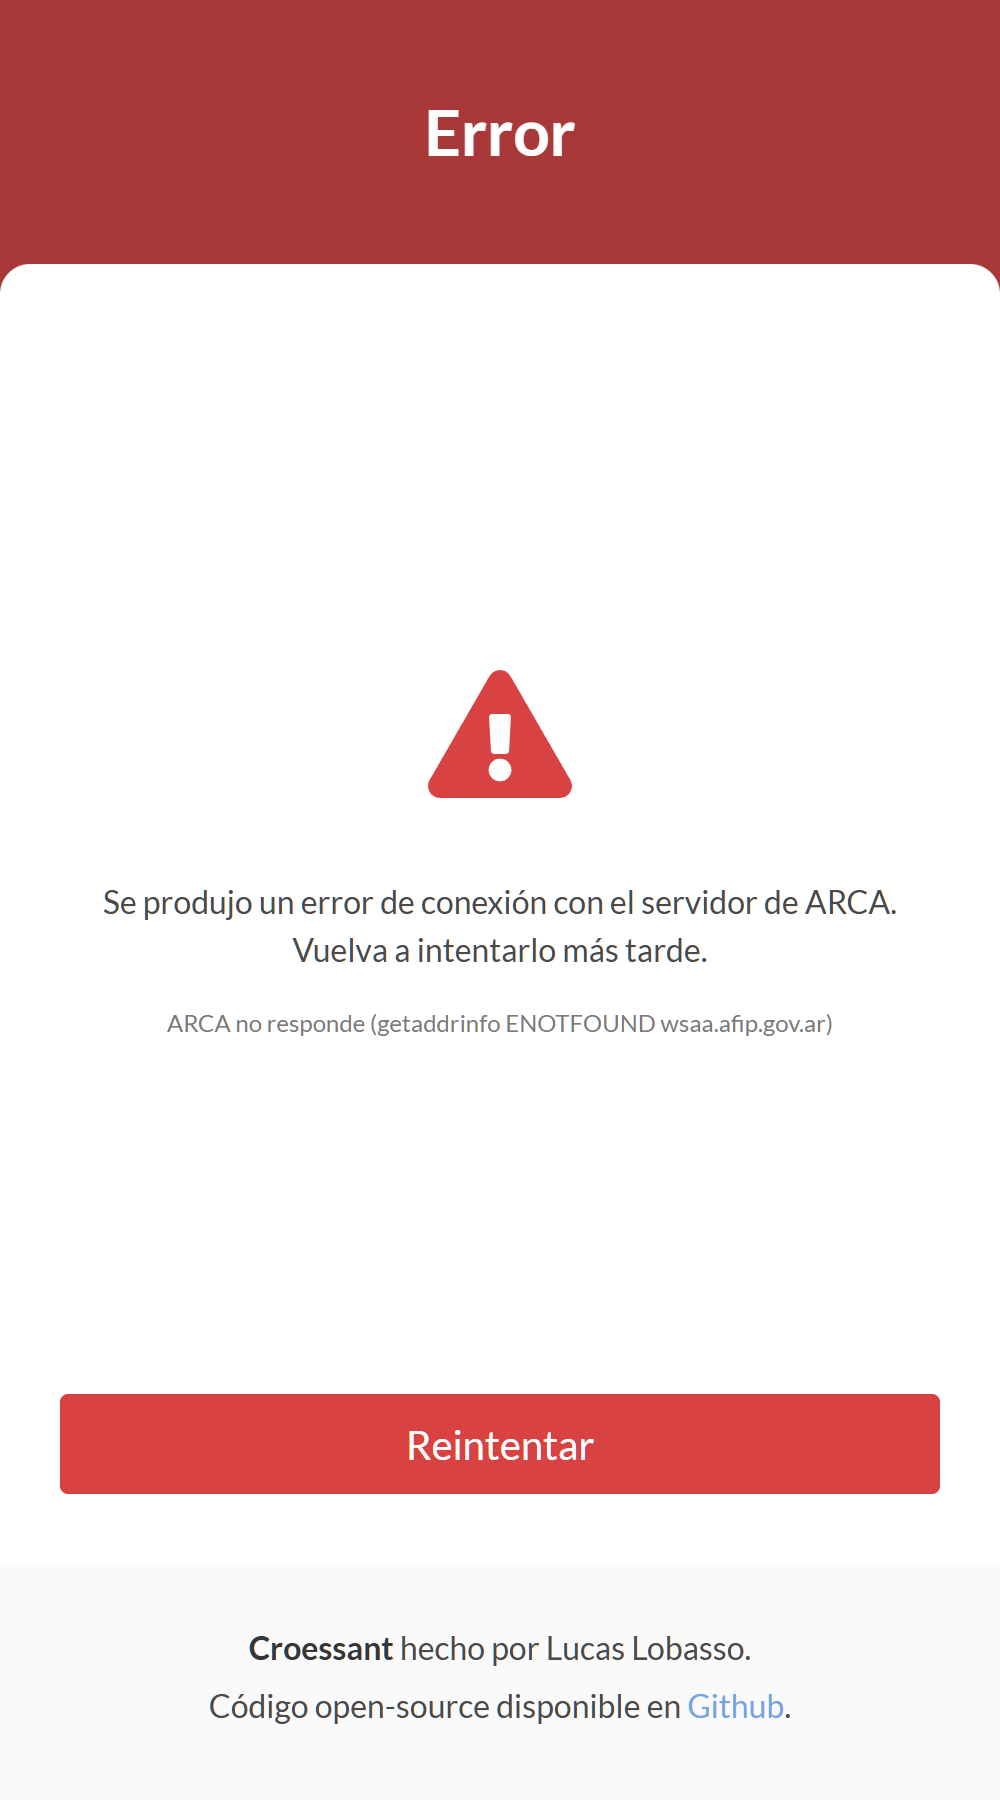 Error
Se produjo un error de conexión con el servidor de ARCA.
Vuelva a intentarlo más tarde.
ARCA no responde (getaddrinfo ENOTFOUND wsaa.afip.gov.ar)
Reintentar
Croessant hecho por Lucas Lobasso.
Código open-source disponible en Github.